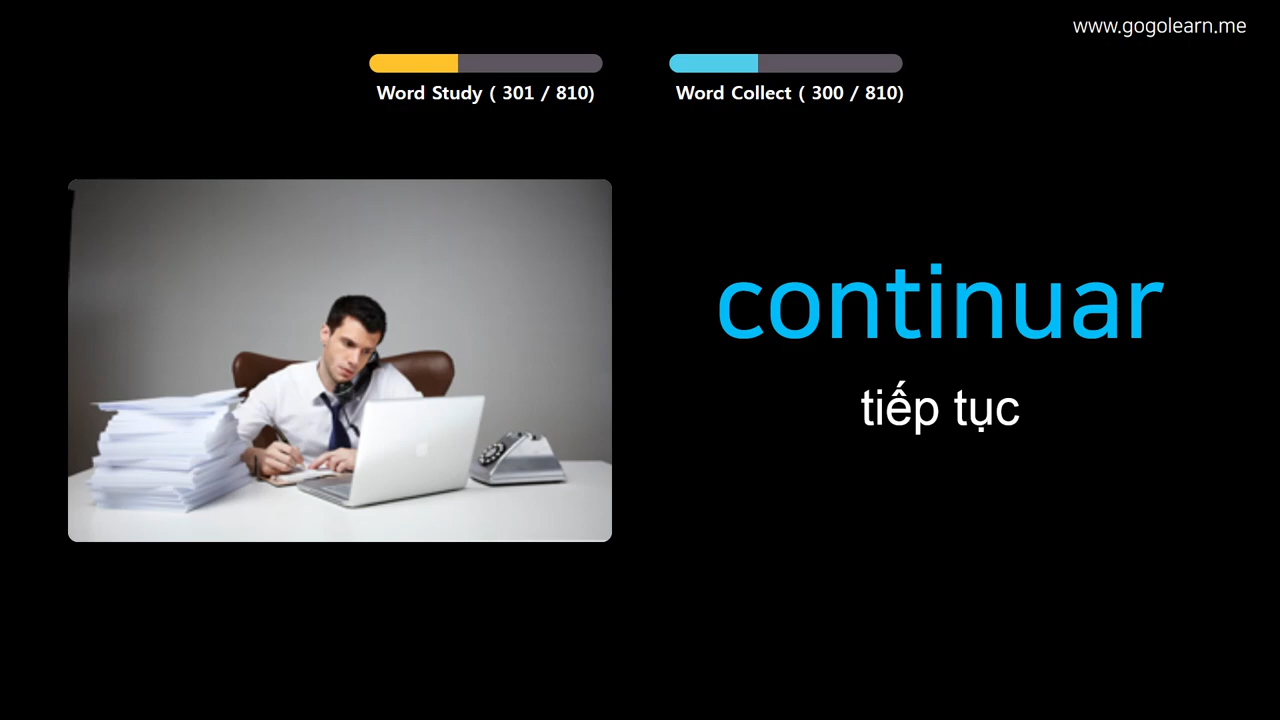 www.gogolearn.me
Word Study ( 301 / 810)
Word Collect ( 300 / 810)
continuar
tiếp tục